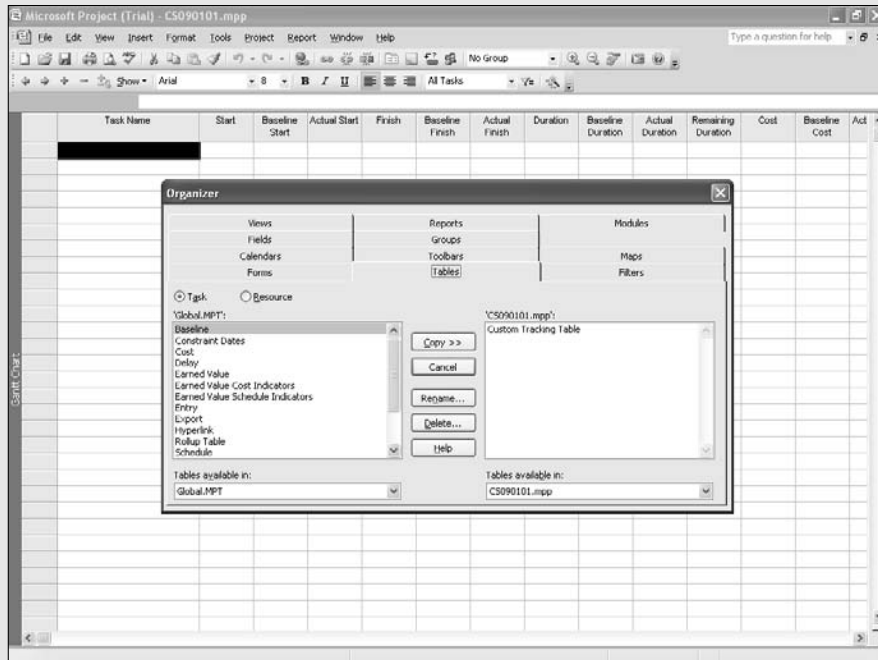 Microsoft Project (Trial) - CS090101.mpp
File Edit View Insert Format Tools Project Report Window Help
Type a question for help
No Group
Show Arial 8 B I U All Tasks
Task Name Start Baseline Start Actual Start Finish Baseline Finish Actual Finish Duration Baseline Duration Actual Duration Remaining Duration Cost Baseline Cost Act
Gantt Chart
Organizer
Views Reports Modules
Fields Groups
Calendars Toolbars Maps
Forms Tables Filters
Task Resource
'Global.MPT': 'CS090101.mpp':
Baseline
Constraint Dates
Cost
Delay
Earned Value
Earned Value Cost Indicators
Earned Value Schedule Indicators
Entry
Export
Hyperlink
Rollup Table
Schedule
Copy >>
Cancel
Rename...
Delete...
Help
Custom Tracking Table
Tables available in: Tables available in:
Global.MPT CS090101.mpp